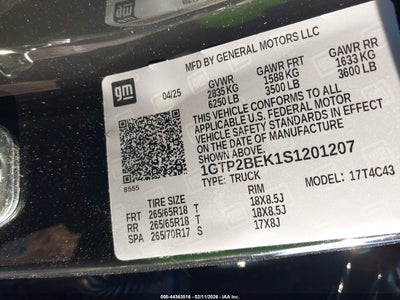 MFD BY GENERAL MOTORS LLC
gm
04/25
GVWR GAWR FRT GAWR RR
2835 KG 1588 KG 1633 KG
6250 LB 3500 LB 3600 LB
THIS VEHICLE CONFORMS TO ALL
APPLICABLE U.S. FEDERAL MOTOR
VEHICLE SAFETY STANDARDS IN EFFECT
ON THE DATE OF MANUFACTURE
SHOWN ABOVE.
1GTP2BEK1S1201207
8555
TYPE: TRUCK MODEL: 17T4C43
TIRE SIZE RIM
FRT 265/65R18 T 18X8.5J
RR 265/65R18 T 18X8.5J
SPA 265/70R17 S 17X8J
IAA
000 - 44363516 - 02/11/2026 - IAAI.com